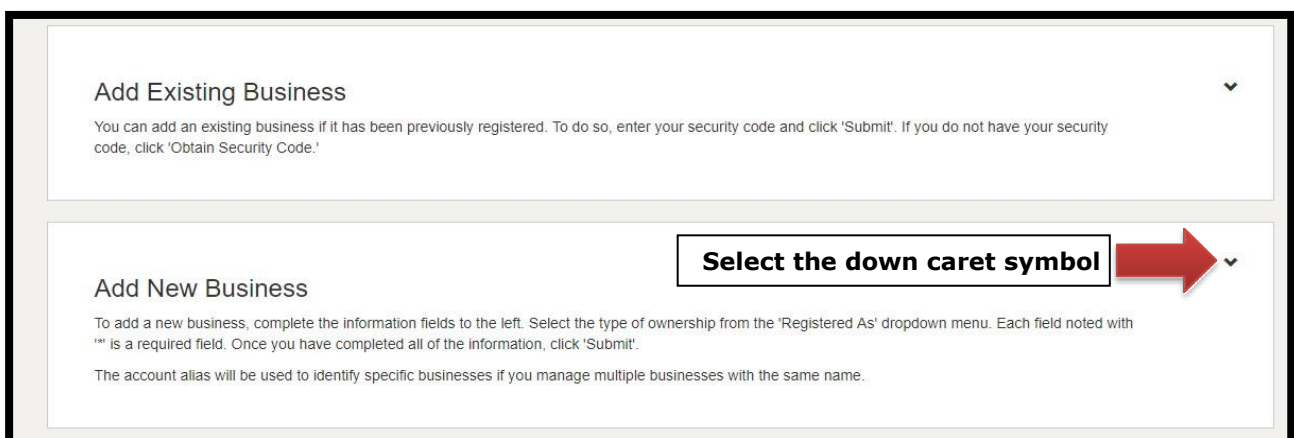 Add Existing Business
You can add an existing business if it has been previously registered. To do so, enter your security code and click 'Submit'. If you do not have your security
code, click 'Obtain Security Code.'
Select the down caret symbol
Add New Business
To add a new business, complete the information fields to the left. Select the type of ownership from the 'Registered As' dropdown menu. Each field noted with
'*' is a required field. Once you have completed all of the information, click 'Submit'.
The account alias will be used to identify specific businesses if you manage multiple businesses with the same name.